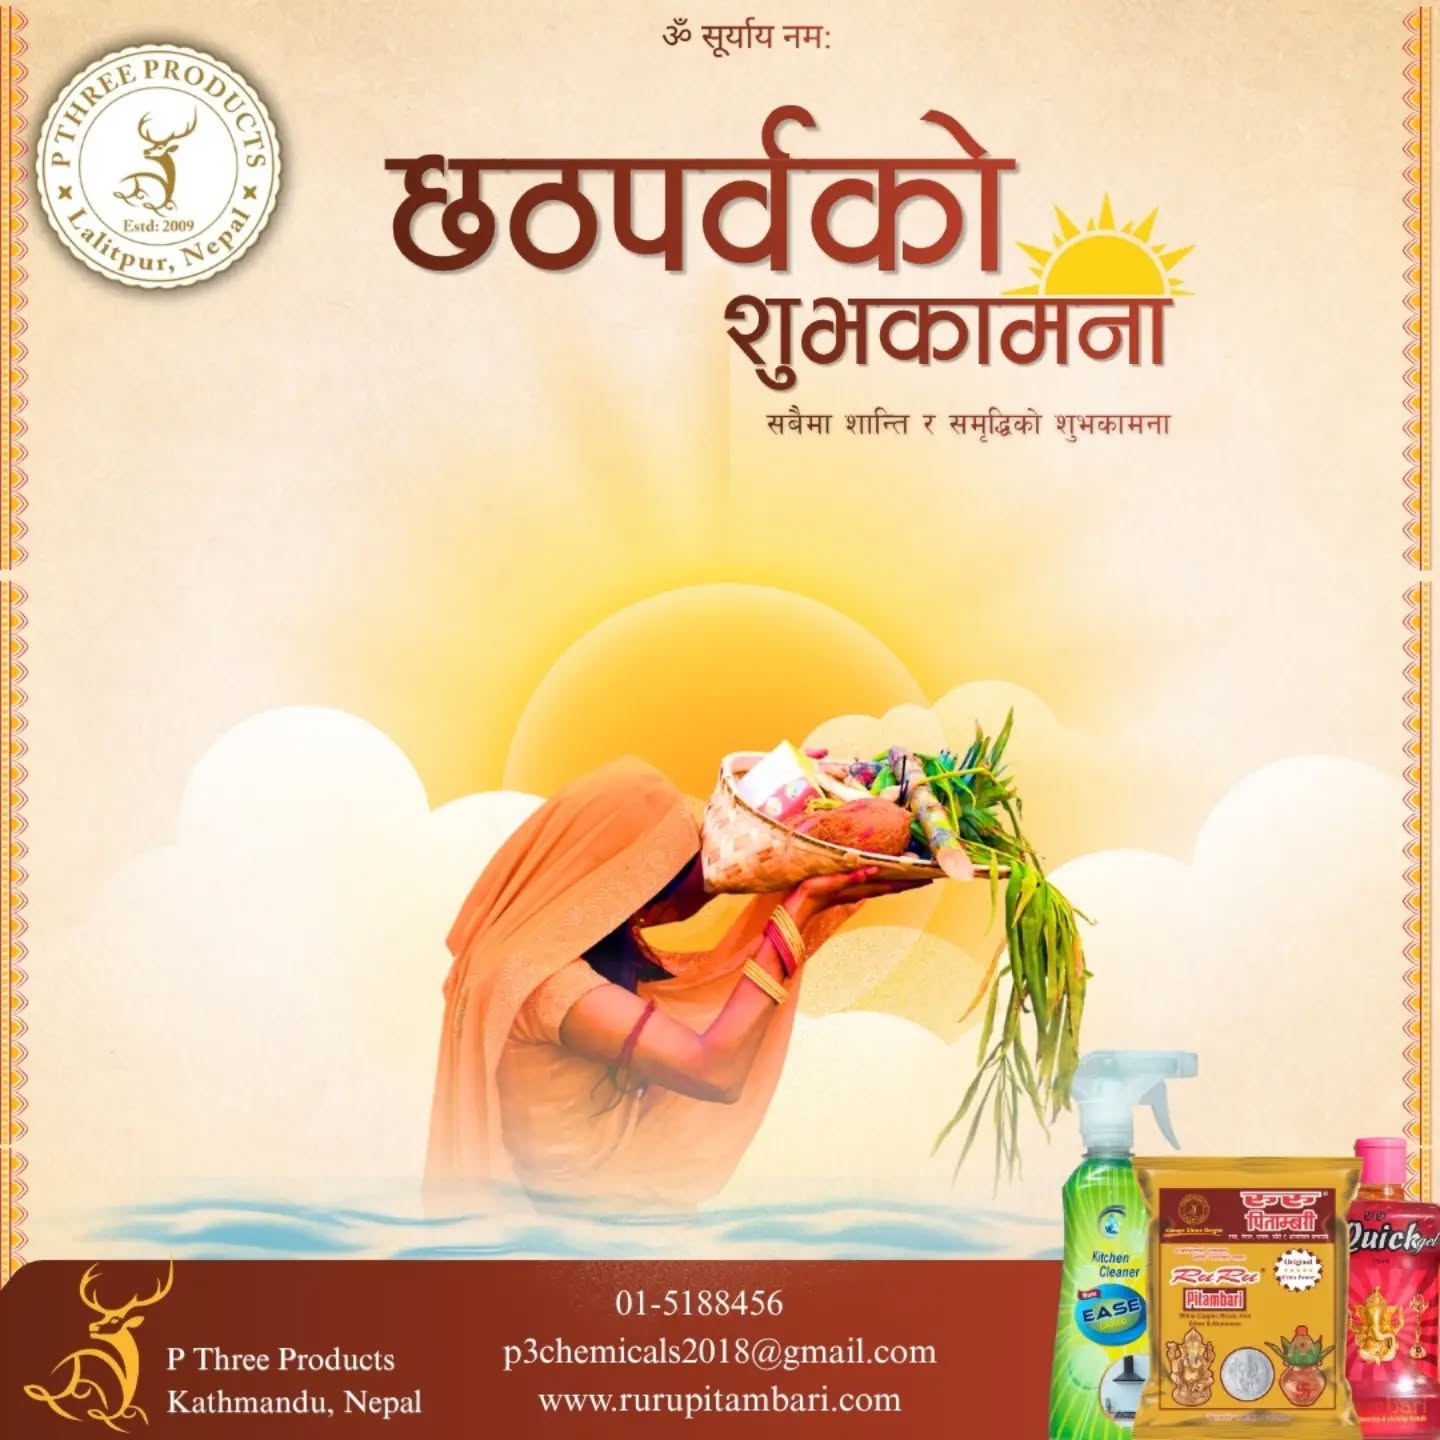 ॐ सूर्याय नम:
P THREE PRODUCTS
Estd: 2009
Lalitpur, Nepal
छठपर्वको
शुभकामना
सबैमा शान्ति र समृद्धिको शुभकामना
P Three Products
Kathmandu, Nepal
01-5188456
p3chemicals2018@gmail.com
www.rurupitambari.com
Kitchen
Cleaner
EASE
रुरु
पिताम्बरी
RuRu
Pitambari
Original
रुरु
Quick gel